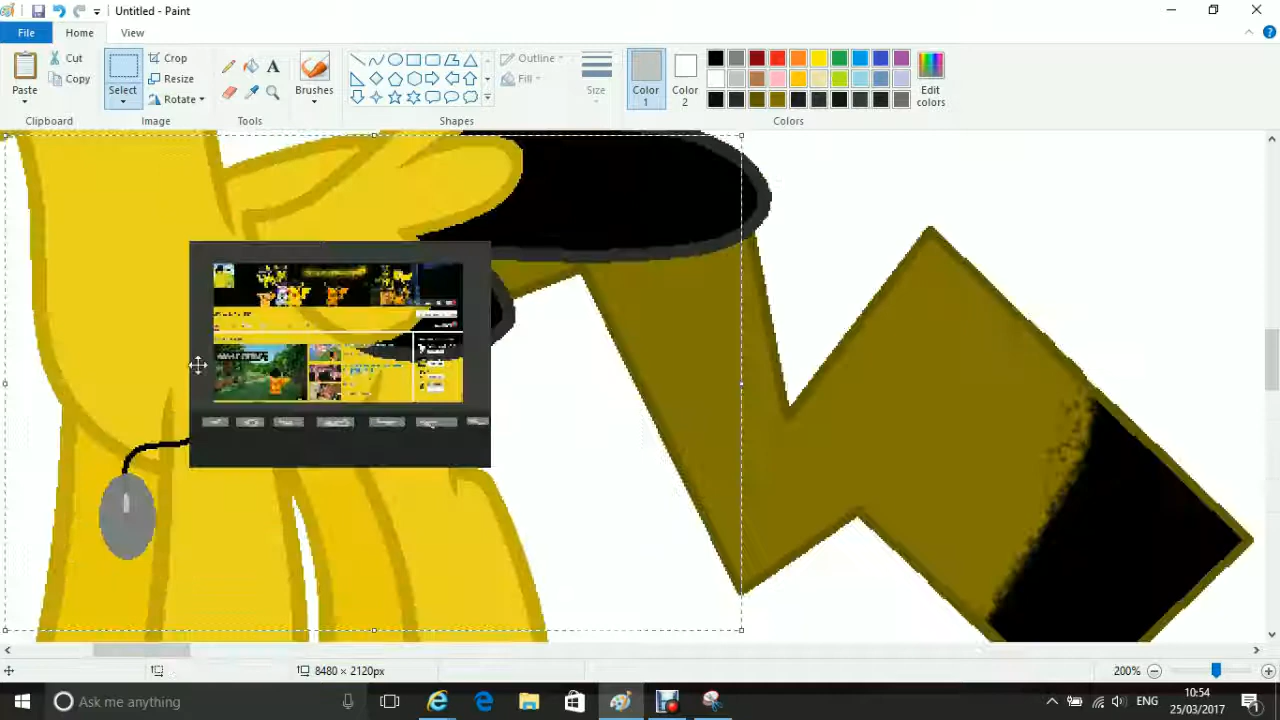 Untitled - Paint
File
Home
View
Paste
Cut
Copy
Clipboard
Select
Crop
Resize
Rotate
Image
A
Tools
Brushes
Outline
Fill
Shapes
Size
Color 1
Color 2
Edit colors
Colors
8480 × 2120px
200%
Ask me anything
ENG
10:54
25/03/2017